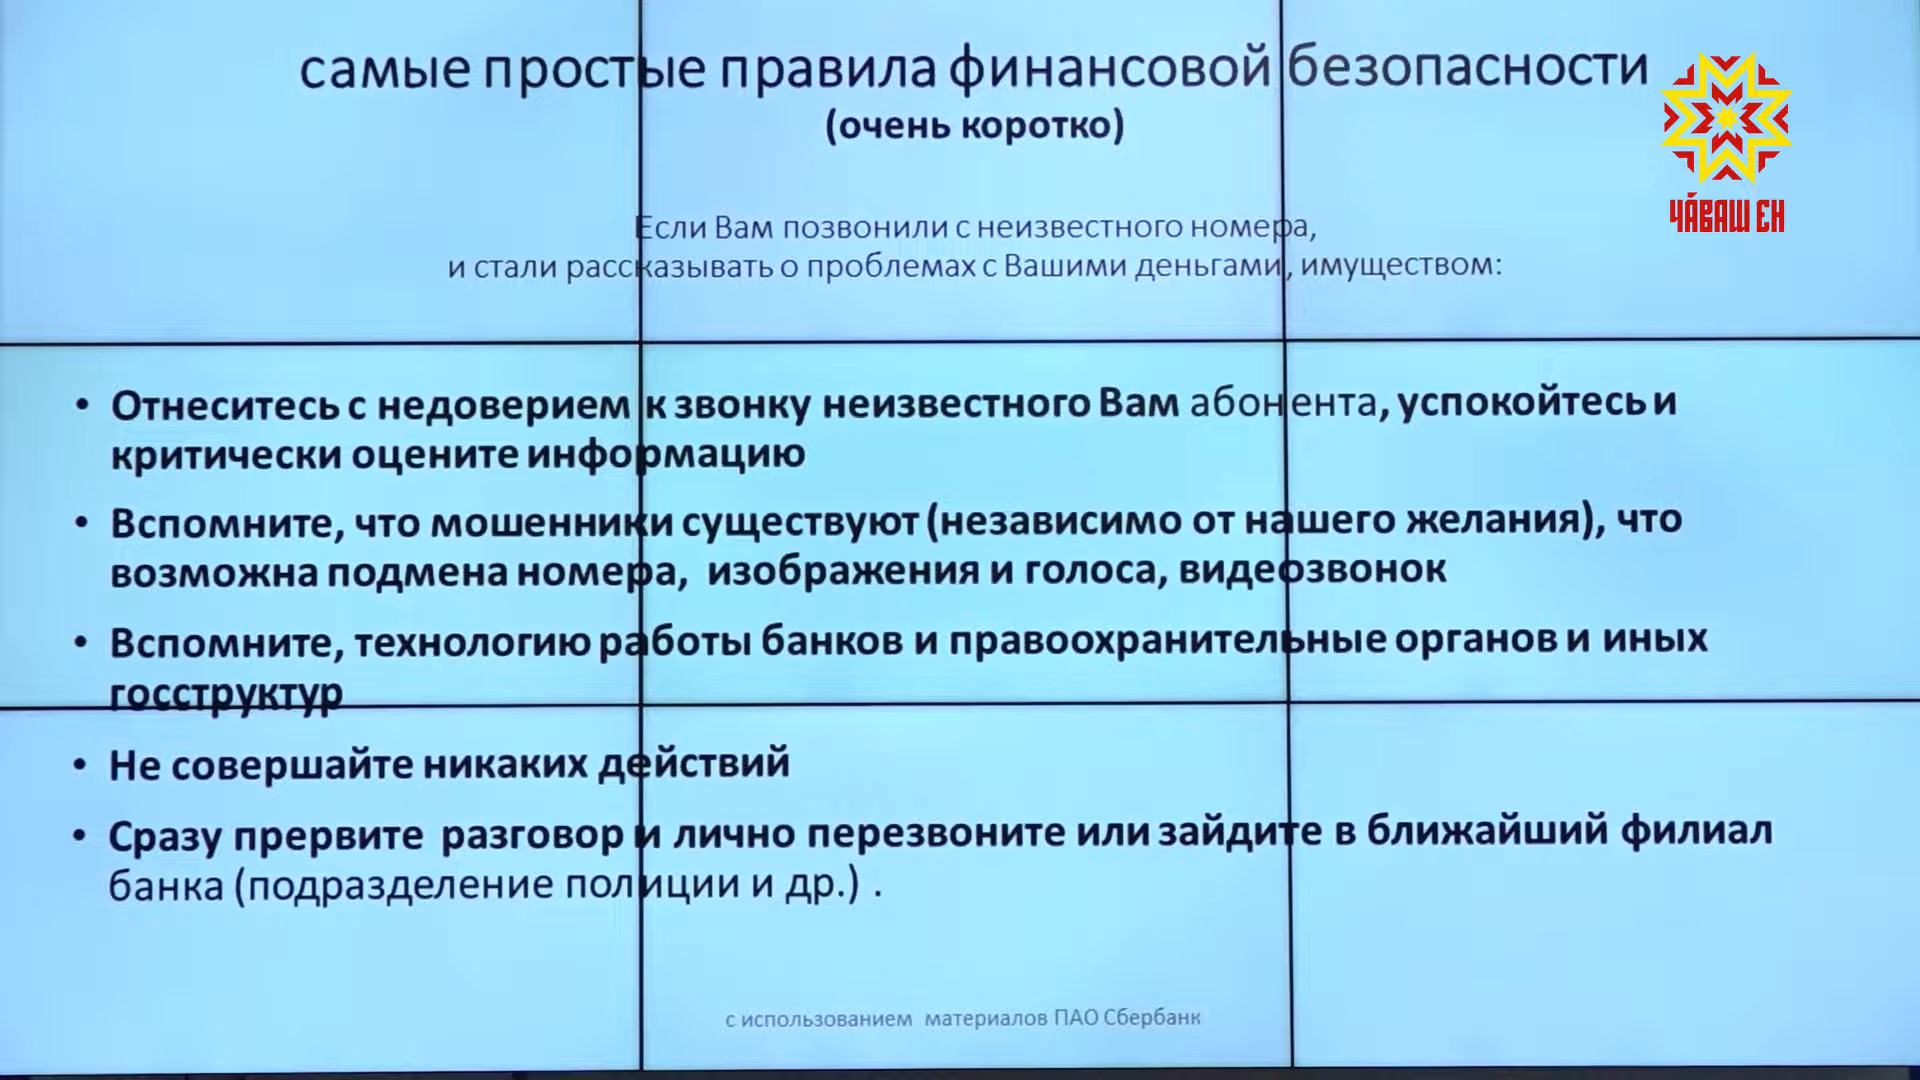 самые простые правила финансовой безопасности
(очень коротко)
ЧӐВАШ ЕН
Если Вам позвонили с неизвестного номера,
и стали рассказывать о проблемах с Вашими деньгами, имуществом:
• Отнеситесь с недоверием к звонку неизвестного Вам абонента, успокойтесь и
критически оцените информацию
• Вспомните, что мошенники существуют (независимо от нашего желания), что
возможна подмена номера, изображения и голоса, видеозвонок
• Вспомните, технологию работы банков и правоохранительные органов и иных
госструктур
• Не совершайте никаких действий
• Сразу прервите разговор и лично перезвоните или зайдите в ближайший филиал
банка (подразделение полиции и др.) .
с использованием материалов ПАО Сбербанк